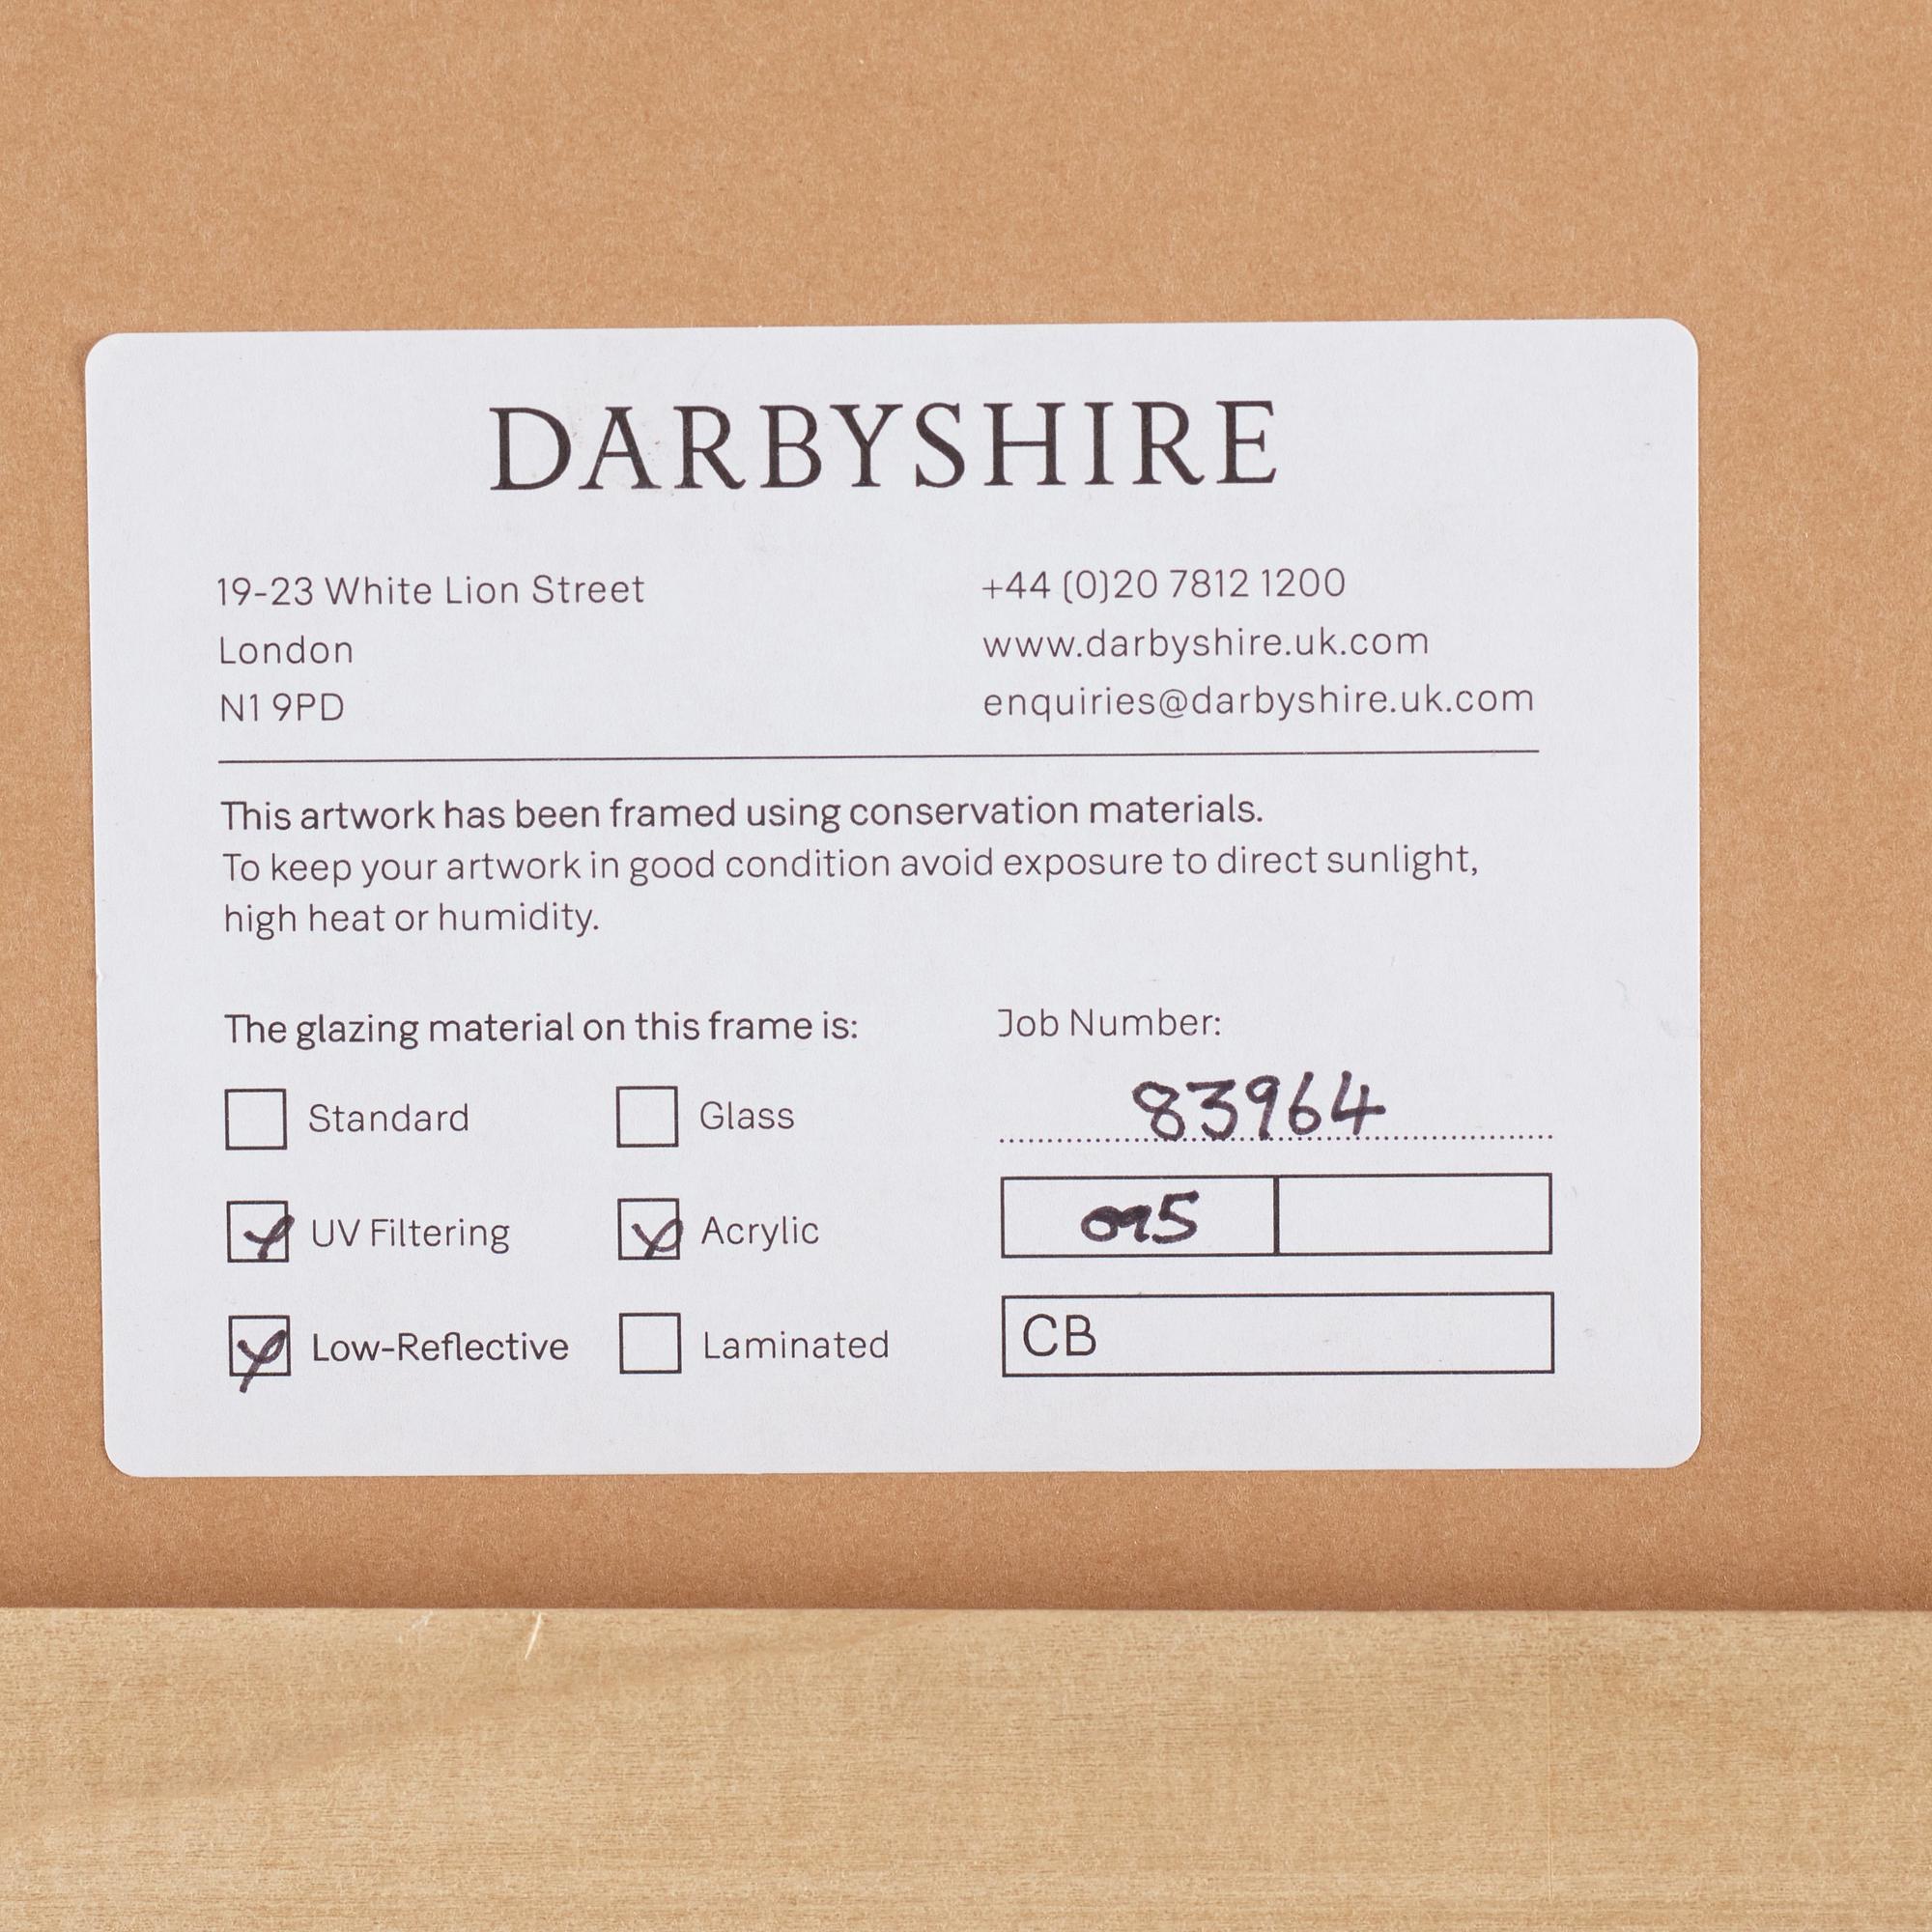 DARBYSHIRE
19-23 White Lion Street
London
N1 9PD
+44 (0)20 7812 1200
www.darbyshire.uk.com
enquiries@darbyshire.uk.com
This artwork has been framed using conservation materials.
To keep your artwork in good condition avoid exposure to direct sunlight,
high heat or humidity.
The glazing material on this frame is:
Standard
Glass
UV Filtering
Acrylic
Low-Reflective
Laminated
Job Number:
83964
CB